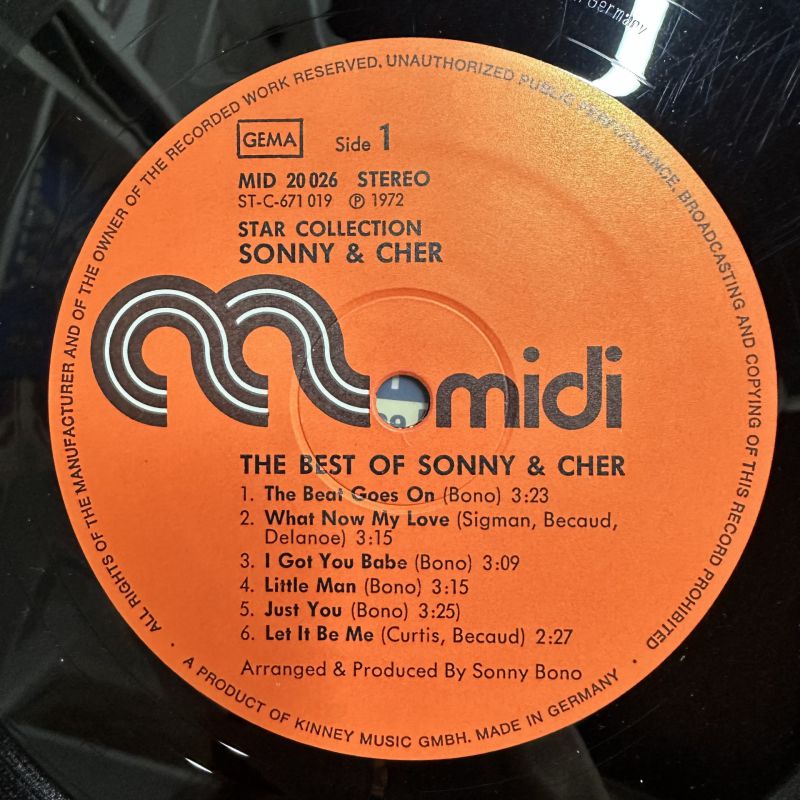 GEMA
Side 1
MID 20 026 STEREO
ST-C-671 019 ℗ 1972
STAR COLLECTION
SONNY & CHER
midi
THE BEST OF SONNY & CHER
1. The Beat Goes On (Bono) 3:23
2. What Now My Love (Sigman, Becaud,
Delanoe) 3:15
3. I Got You Babe (Bono) 3:09
4. Little Man (Bono) 3:15
5. Just You (Bono) 3:25)
6. Let It Be Me (Curtis, Becaud) 2:27
Arranged & Produced By Sonny Bono
ALL RIGHTS OF THE MANUFACTURER AND OF THE OWNER OF THE RECORDED WORK RESERVED. UNAUTHORIZED PUBLIC PERFORMANCE, BROADCASTING AND COPYING OF THIS RECORD PROHIBITED
· A PRODUCT OF KINNEY MUSIC GMBH. MADE IN GERMANY ·
Germany